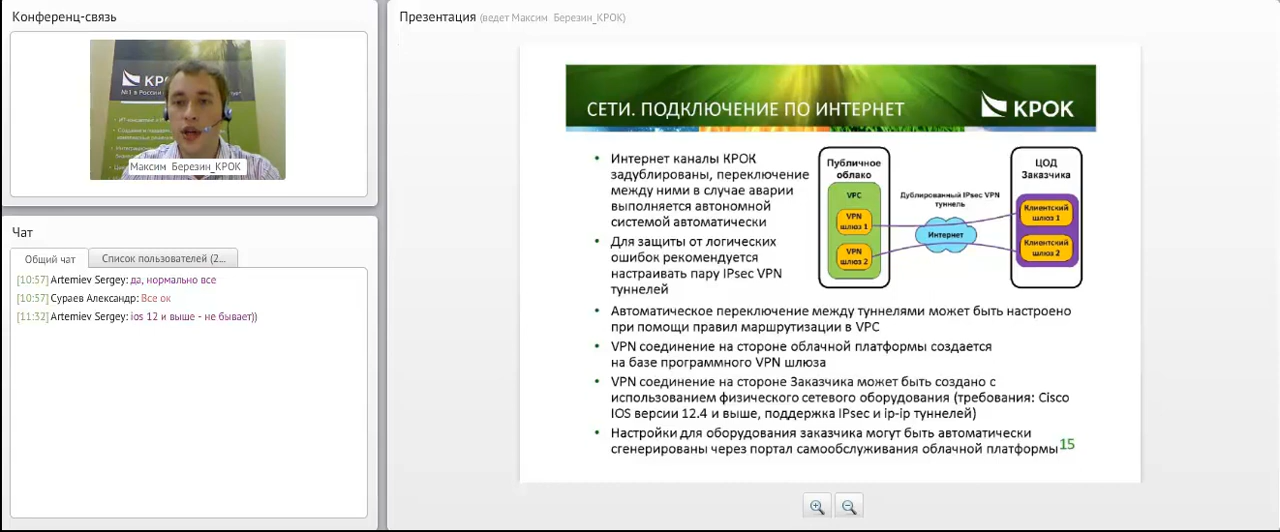 Конференц-связь
КРОК
№1 в России
Максим Березин_КРОК
Чат
Общий чат
Список пользователей (2...
[10:57] Artemiev Sergey: да, нормально все
[10:57] Сураев Александр: Все ок
[11:32] Artemiev Sergey: ios 12 и выше - не бывает))
Презентация (ведет Максим Березин_КРОК)
СЕТИ. ПОДКЛЮЧЕНИЕ ПО ИНТЕРНЕТ
КРОК
• Интернет каналы КРОК
задублированы, переключение
между ними в случае аварии
выполняется автономной
системой автоматически
• Для защиты от логических
ошибок рекомендуется
настраивать пару IPsec VPN
туннелей
Публичное
облако
VPC
VPN
шлюз 1
VPN
шлюз 2
Дублированный IPsec VPN
туннель
Интернет
ЦОД
Заказчика
Клиентский
шлюз 1
Клиентский
шлюз 2
• Автоматическое переключение между туннелями может быть настроено
при помощи правил маршрутизации в VPC
• VPN соединение на стороне облачной платформы создается
на базе программного VPN шлюза
• VPN соединение на стороне Заказчика может быть создано с
использованием физического сетевого оборудования (требования: Cisco
IOS версии 12.4 и выше, поддержка IPsec и ip-ip туннелей)
• Настройки для оборудования заказчика могут быть автоматически
сгенерированы через портал самообслуживания облачной платформы
15